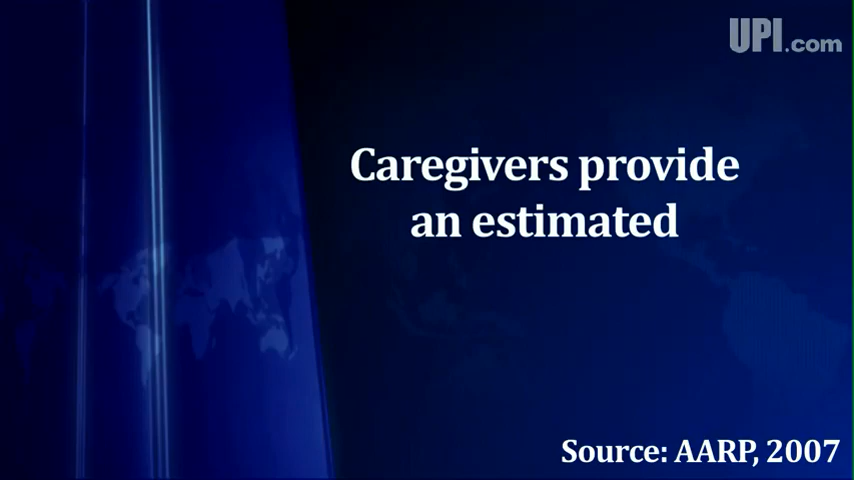 UPI.com
Caregivers provide
an estimated
Source: AARP, 2007